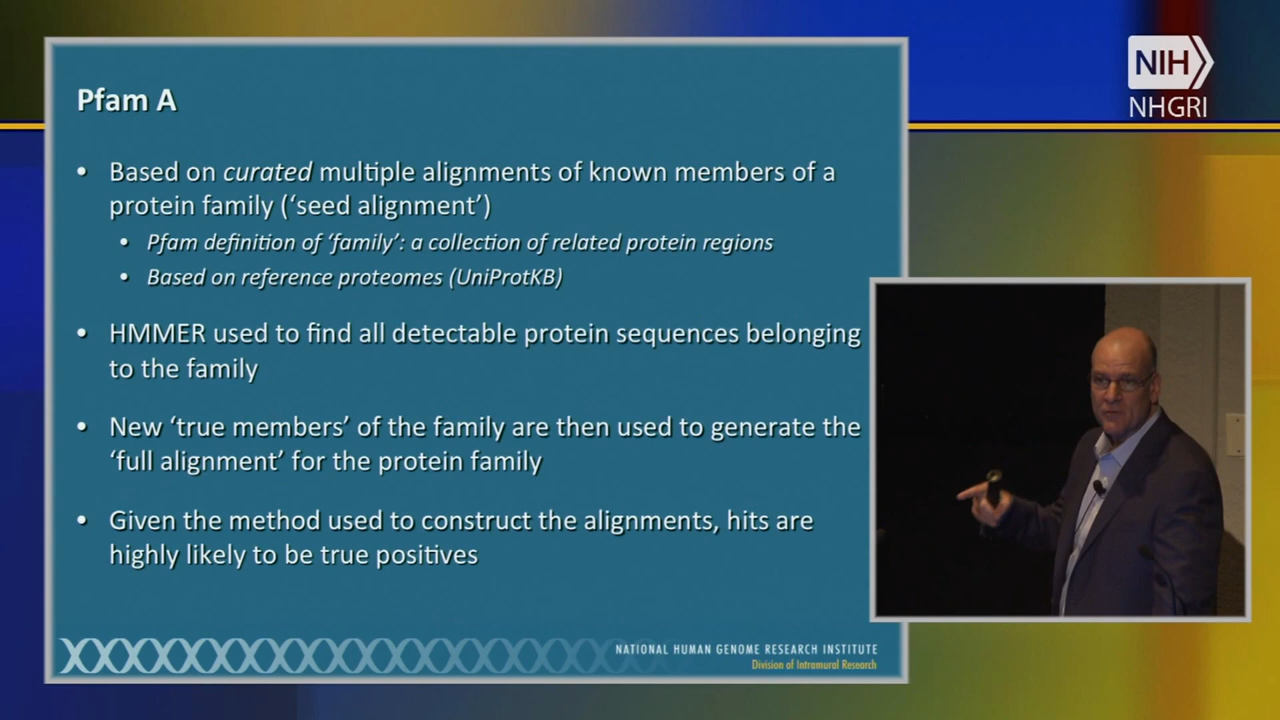 Pfam A
• Based on curated multiple alignments of known members of a
protein family (‘seed alignment’)
• Pfam definition of ‘family’: a collection of related protein regions
• Based on reference proteomes (UniProtKB)
• HMMER used to find all detectable protein sequences belonging
to the family
• New ‘true members’ of the family are then used to generate the
‘full alignment’ for the protein family
• Given the method used to construct the alignments, hits are
highly likely to be true positives
NATIONAL HUMAN GENOME RESEARCH INSTITUTE
Division of Intramural Research
NIH
NHGRI